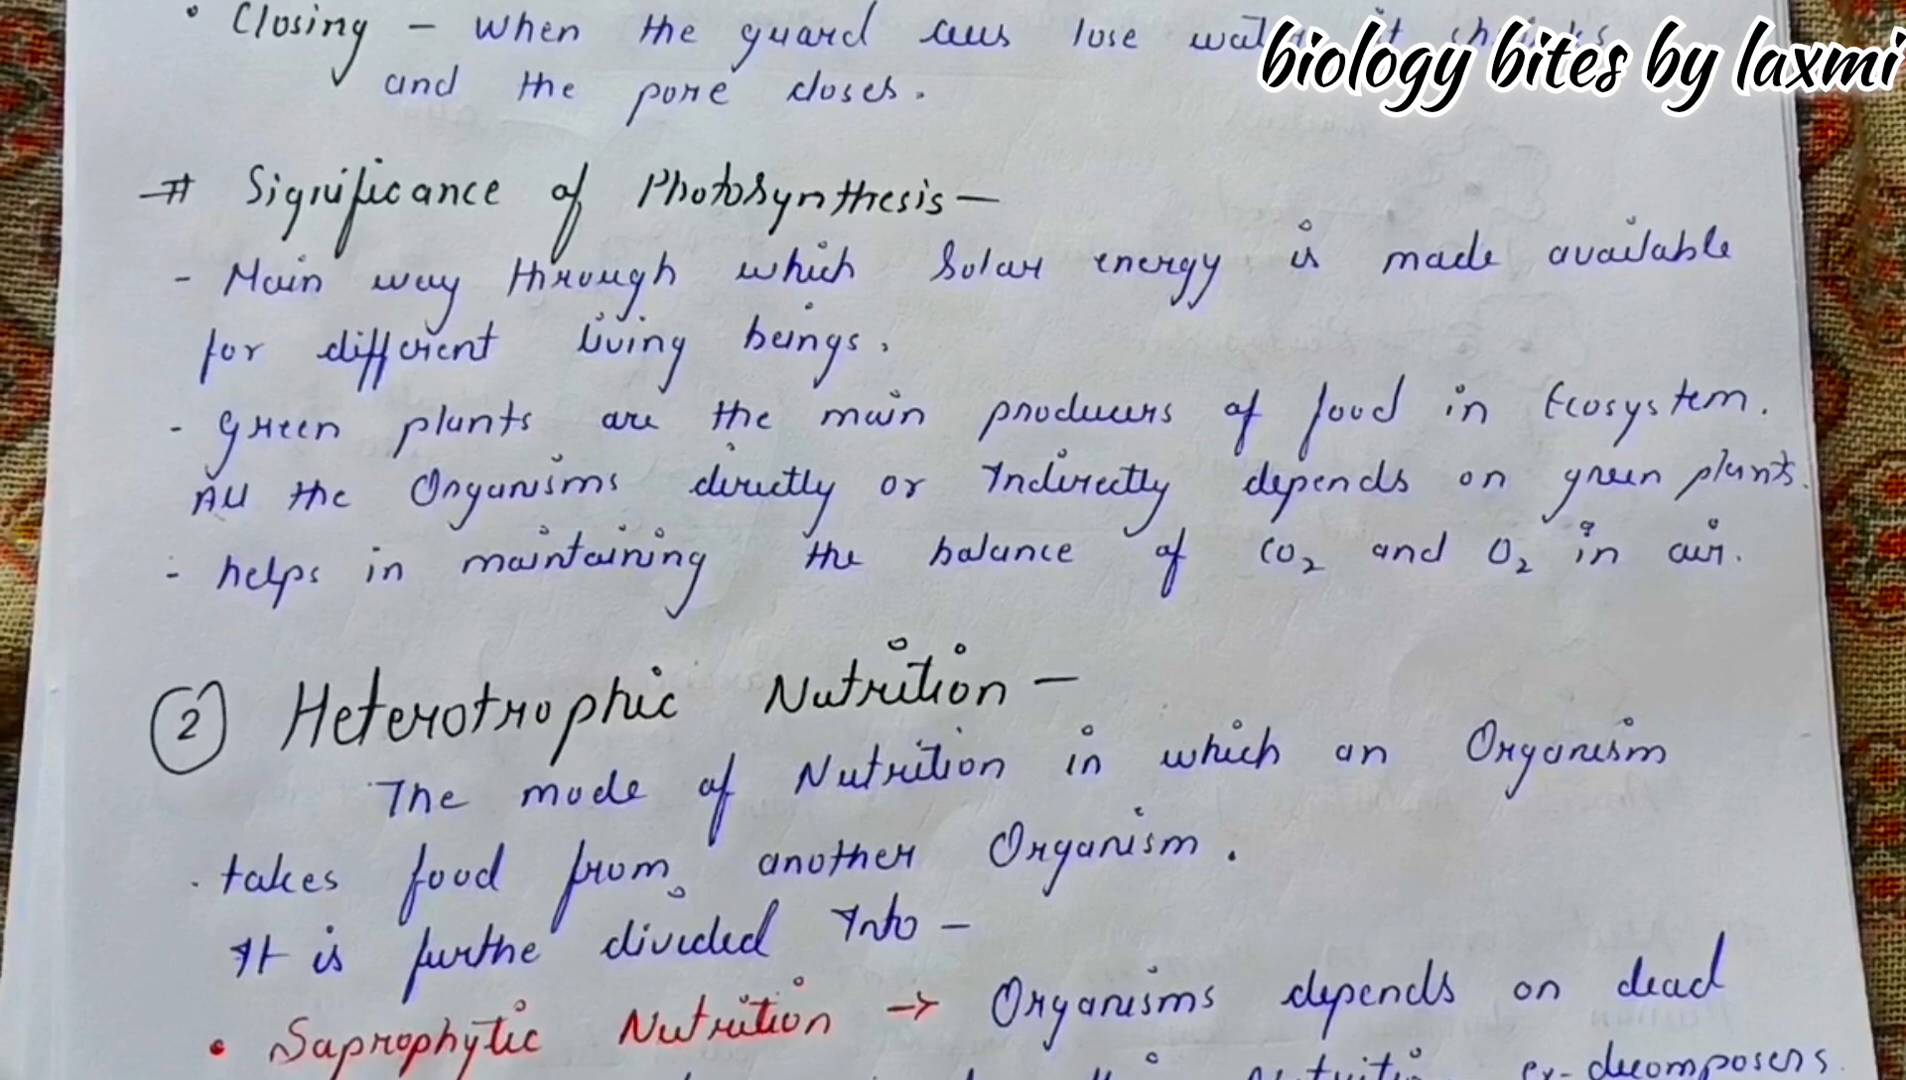 • Closing - When the guard cells lose water it shrinks
biology bites by laxmi
and the pore closes.
# Significance of Photosynthesis-
- Main way through which Solar energy is made available
for different living beings.
- Green plants are the main producers of food in Ecosystem.
All the Organisms directly or Indirectly depends on green plants.
- helps in maintaining the balance of CO₂ and O₂ in air.
② Heterotrophic Nutrition -
The mode of Nutrition in which an Organism
takes food from another Organism.
It is furthe divided Into -
• Saprophytic Nutrition -> Organisms depends on dead
ex- decomposers.